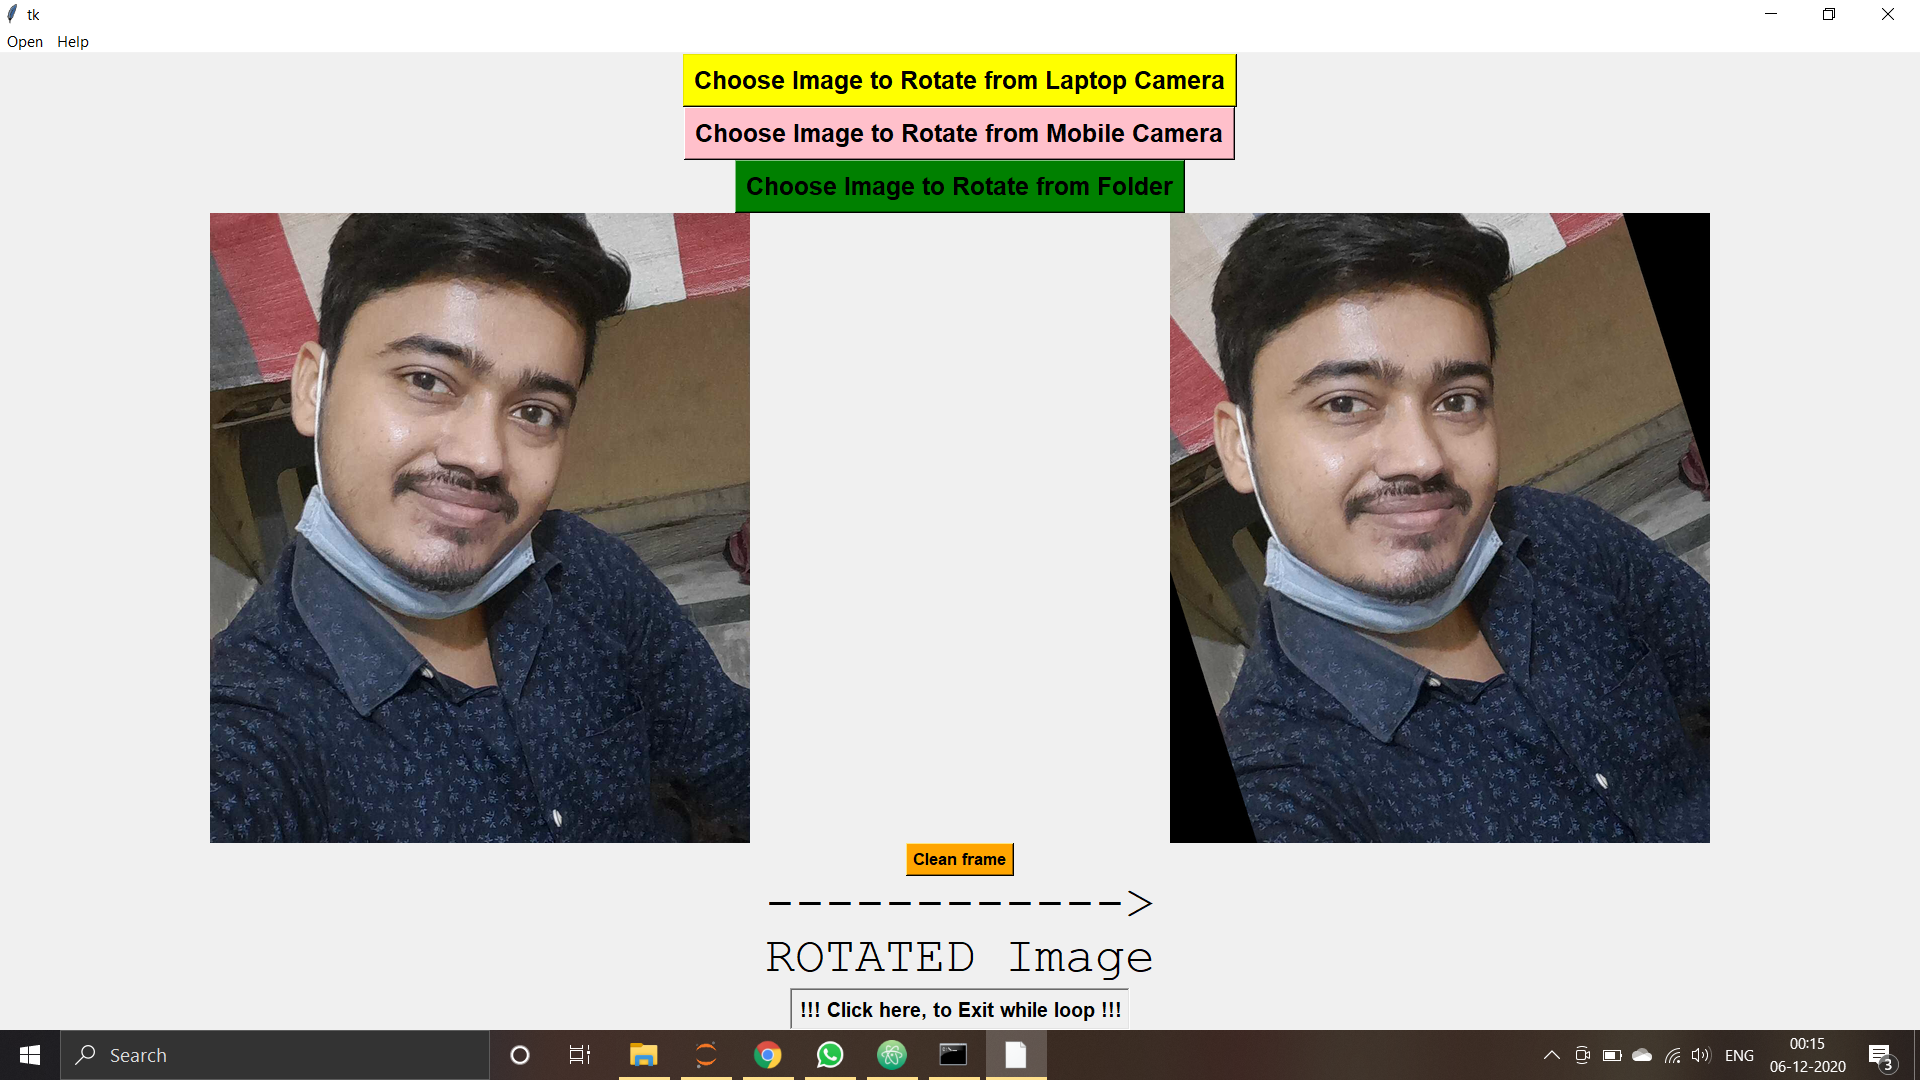 tk
Open Help
Choose Image to Rotate from Laptop Camera
Choose Image to Rotate from Mobile Camera
Choose Image to Rotate from Folder
Clean frame
------------>
ROTATED Image
!!! Click here, to Exit while loop !!!
Search
ENG
00:15
06-12-2020
3